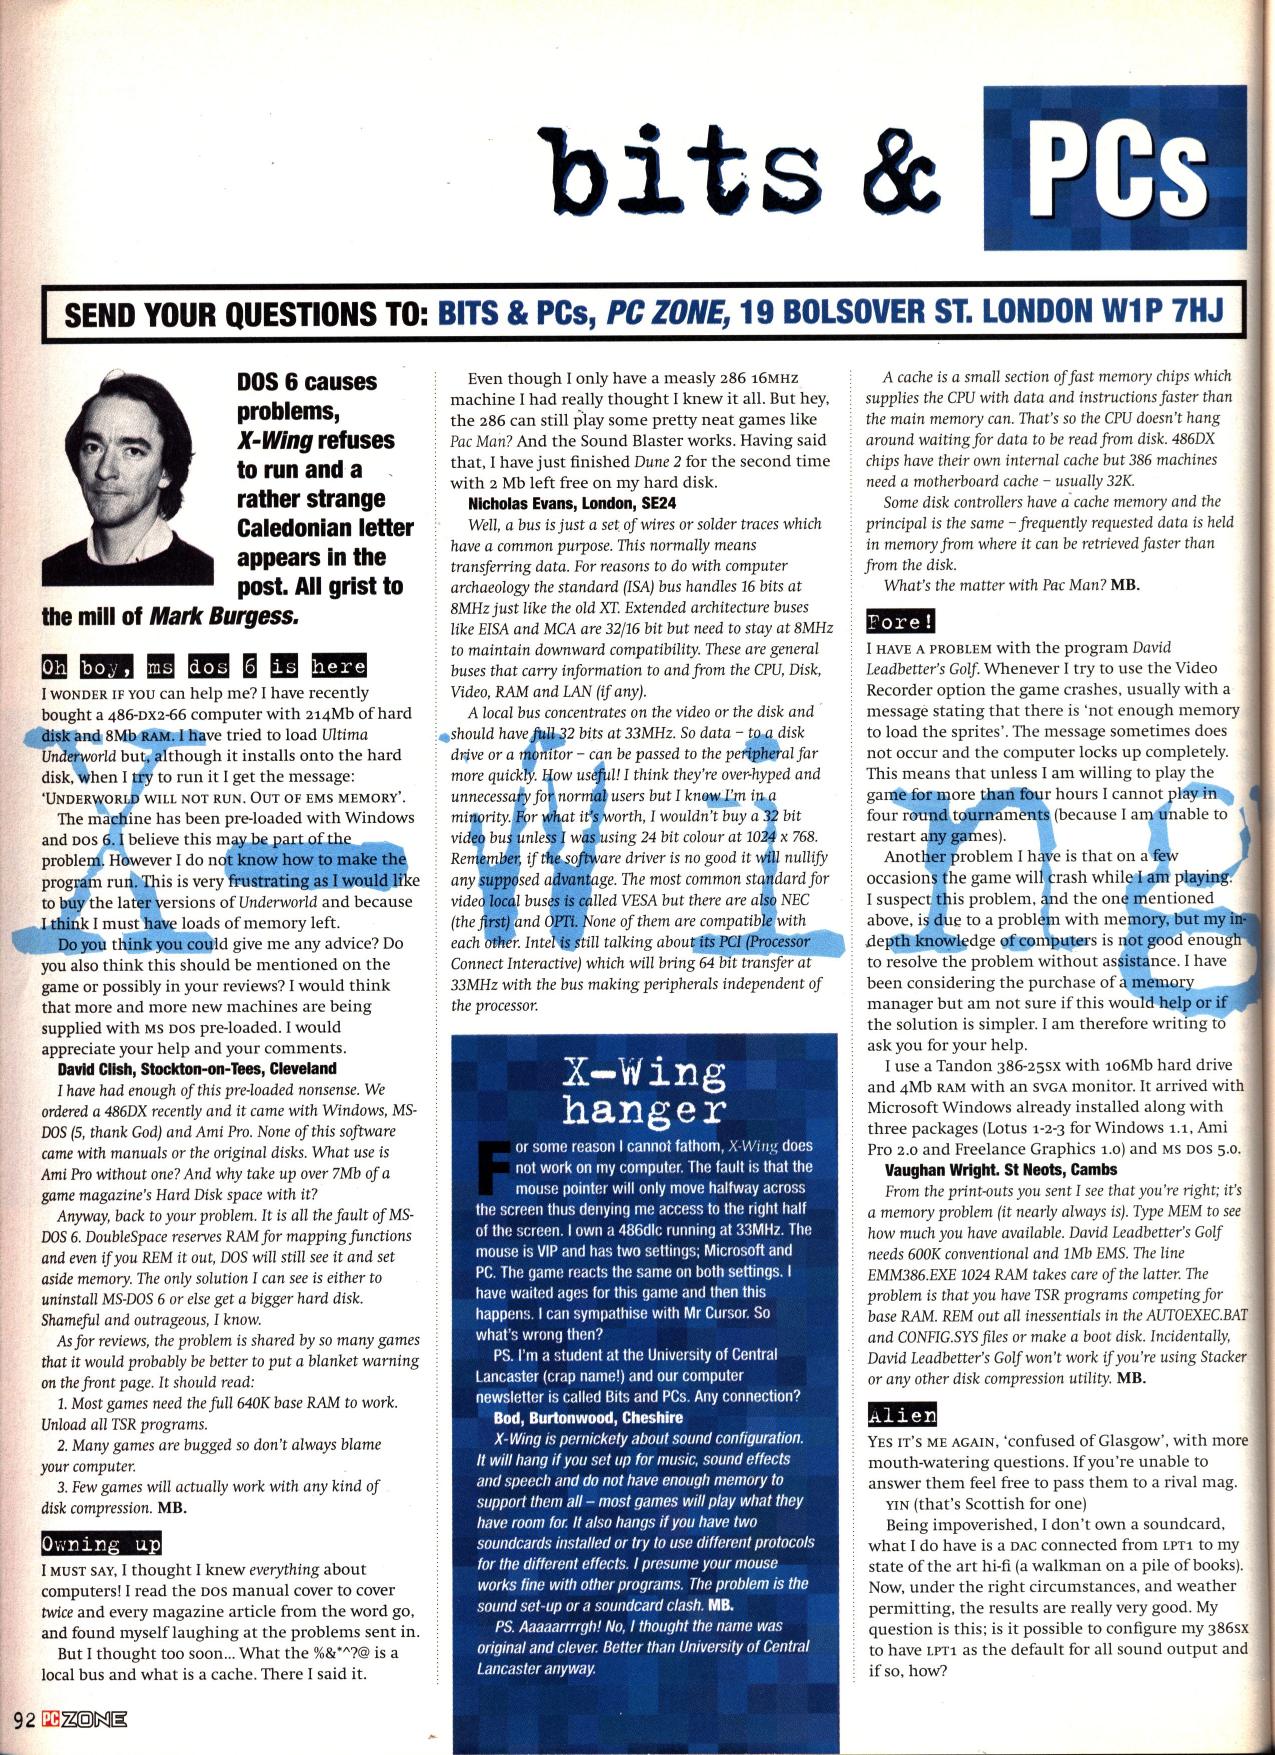 bits & PCs
SEND YOUR QUESTIONS TO: BITS & PCs, PC ZONE, 19 BOLSOVER ST. LONDON W1P 7HJ
DOS 6 causes
problems,
X-Wing refuses
to run and a
rather strange
Caledonian letter
appears in the
post. All grist to
the mill of Mark Burgess.
Oh boy, ms dos 6 is here
I WONDER IF YOU can help me? I have recently
bought a 486-DX2-66 computer with 214Mb of hard
disk and 8Mb RAM. I have tried to load Ultima
Underworld but, although it installs onto the hard
disk, when I try to run it I get the message:
‘UNDERWORLD WILL NOT RUN. OUT OF EMS MEMORY’.
The machine has been pre-loaded with Windows
and DOS 6. I believe this may be part of the
problem. However I do not know how to make the
program run. This is very frustrating as I would like
to buy the later versions of Underworld and because
I think I must have loads of memory left.
Do you think you could give me any advice? Do
you also think this should be mentioned on the
game or possibly in your reviews? I would think
that more and more new machines are being
supplied with MS DOS pre-loaded. I would
appreciate your help and your comments.
David Clish, Stockton-on-Tees, Cleveland
I have had enough of this pre-loaded nonsense. We
ordered a 486DX recently and it came with Windows, MS-
DOS (5, thank God) and Ami Pro. None of this software
came with manuals or the original disks. What use is
Ami Pro without one? And why take up over 7Mb of a
game magazine's Hard Disk space with it?
Anyway, back to your problem. It is all the fault of MS-
DOS 6. DoubleSpace reserves RAM for mapping functions
and even if you REM it out, DOS will still see it and set
aside memory. The only solution I can see is either to
uninstall MS-DOS 6 or else get a bigger hard disk.
Shameful and outrageous, I know.
As for reviews, the problem is shared by so many games
that it would probably be better to put a blanket warning
on the front page. It should read:
1. Most games need the full 640K base RAM to work.
Unload all TSR programs.
2. Many games are bugged so don't always blame
your computer.
3. Few games will actually work with any kind of
disk compression. MB.
Owning up
I MUST SAY, I thought I knew everything about
computers! I read the DOS manual cover to cover
twice and every magazine article from the word go,
and found myself laughing at the problems sent in.
But I thought too soon... What the %&*^?@ is a
local bus and what is a cache. There I said it.
Even though I only have a measly 286 16MHZ
machine I had really thought I knew it all. But hey,
the 286 can still play some pretty neat games like
Pac Man? And the Sound Blaster works. Having said
that, I have just finished Dune 2 for the second time
with 2 Mb left free on my hard disk.
Nicholas Evans, London, SE24
Well, a bus is just a set of wires or solder traces which
have a common purpose. This normally means
transferring data. For reasons to do with computer
archaeology the standard (ISA) bus handles 16 bits at
8MHz just like the old XT. Extended architecture buses
like EISA and MCA are 32/16 bit but need to stay at 8MHz
to maintain downward compatibility. These are general
buses that carry information to and from the CPU, Disk,
Video, RAM and LAN (if any).
A local bus concentrates on the video or the disk and
should have full 32 bits at 33MHz. So data – to a disk
drive or a monitor – can be passed to the peripheral far
more quickly. How useful! I think they're over-hyped and
unnecessary for normal users but I know I'm in a
minority. For what it's worth, I wouldn't buy a 32 bit
video bus unless I was using 24 bit colour at 1024 x 768.
Remember, if the software driver is no good it will nullify
any supposed advantage. The most common standard for
video local buses is called VESA but there are also NEC
(the first) and OPTi. None of them are compatible with
each other. Intel is still talking about its PCI (Processor
Connect Interactive) which will bring 64 bit transfer at
33MHz with the bus making peripherals independent of
the processor.
X-Wing
hanger
For some reason I cannot fathom, X-Wing does
not work on my computer. The fault is that the
mouse pointer will only move halfway across
the screen thus denying me access to the right half
of the screen. I own a 486dlc running at 33MHz. The
mouse is VIP and has two settings; Microsoft and
PC. The game reacts the same on both settings. I
have waited ages for this game and then this
happens. I can sympathise with Mr Cursor. So
what's wrong then?
PS. I'm a student at the University of Central
Lancaster (crap name!) and our computer
newsletter is called Bits and PCs. Any connection?
Bod, Burtonwood, Cheshire
X-Wing is pernickety about sound configuration.
It will hang if you set up for music, sound effects
and speech and do not have enough memory to
support them all – most games will play what they
have room for. It also hangs if you have two
soundcards installed or try to use different protocols
for the different effects. I presume your mouse
works fine with other programs. The problem is the
sound set-up or a soundcard clash. MB.
PS. Aaaaarrrrgh! No, I thought the name was
original and clever. Better than University of Central
Lancaster anyway.
A cache is a small section of fast memory chips which
supplies the CPU with data and instructions faster than
the main memory can. That's so the CPU doesn't hang
around waiting for data to be read from disk. 486DX
chips have their own internal cache but 386 machines
need a motherboard cache – usually 32K.
Some disk controllers have a cache memory and the
principal is the same – frequently requested data is held
in memory from where it can be retrieved faster than
from the disk.
What's the matter with Pac Man? MB.
Fore!
I HAVE A PROBLEM with the program David
Leadbetter's Golf. Whenever I try to use the Video
Recorder option the game crashes, usually with a
message stating that there is ‘not enough memory
to load the sprites’. The message sometimes does
not occur and the computer locks up completely.
This means that unless I am willing to play the
game for more than four hours I cannot play in
four round tournaments (because I am unable to
restart any games).
Another problem I have is that on a few
occasions the game will crash while I am playing.
I suspect this problem, and the one mentioned
above, is due to a problem with memory, but my in-
depth knowledge of computers is not good enough
to resolve the problem without assistance. I have
been considering the purchase of a memory
manager but am not sure if this would help or if
the solution is simpler. I am therefore writing to
ask you for your help.
I use a Tandon 386-25SX with 106Mb hard drive
and 4Mb RAM with an SVGA monitor. It arrived with
Microsoft Windows already installed along with
three packages (Lotus 1-2-3 for Windows 1.1, Ami
Pro 2.0 and Freelance Graphics 1.0) and MS DOS 5.0.
Vaughan Wright. St Neots, Cambs
From the print-outs you sent I see that you're right; it's
a memory problem (it nearly always is). Type MEM to see
how much you have available. David Leadbetter's Golf
needs 600K conventional and 1Mb EMS. The line
EMM386.EXE 1024 RAM takes care of the latter. The
problem is that you have TSR programs competing for
base RAM. REM out all inessentials in the AUTOEXEC.BAT
and CONFIG.SYS files or make a boot disk. Incidentally,
David Leadbetter's Golf won't work if you're using Stacker
or any other disk compression utility. MB.
Alien
YES IT'S ME AGAIN, ‘confused of Glasgow’, with more
mouth-watering questions. If you're unable to
answer them feel free to pass them to a rival mag.
YIN (that's Scottish for one)
Being impoverished, I don't own a soundcard,
what I do have is a DAC connected from LPT1 to my
state of the art hi-fi (a walkman on a pile of books).
Now, under the right circumstances, and weather
permitting, the results are really very good. My
question is this; is it possible to configure my 386SX
to have LPT1 as the default for all sound output and
if so, how?
X-Wing
92 PC ZONE